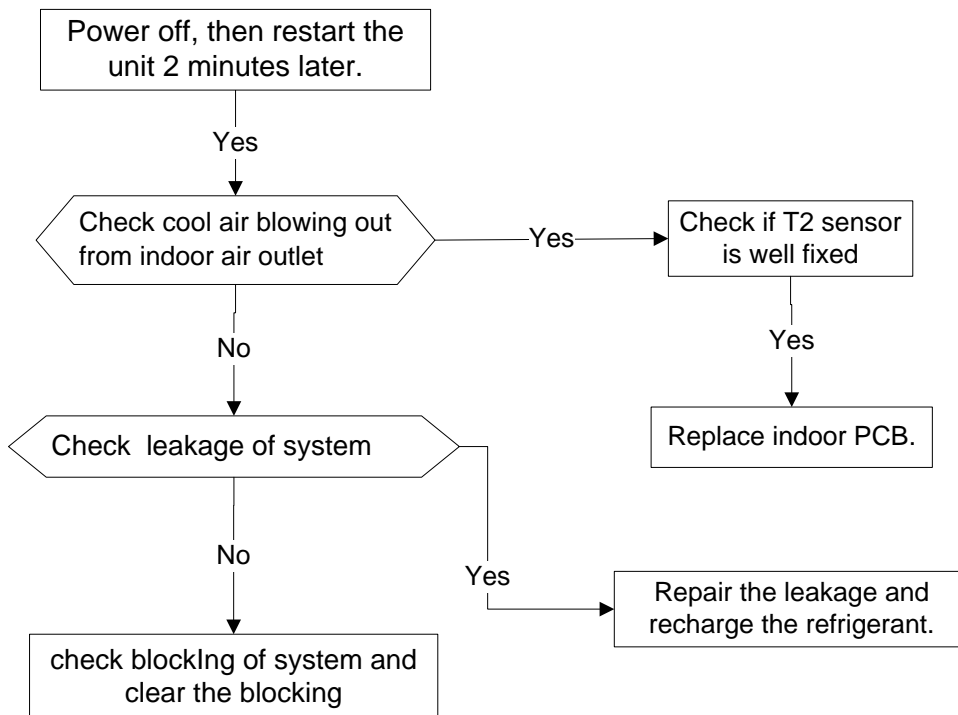 Power off, then restart the
unit 2 minutes later.
Yes
Check cool air blowing out
from indoor air outlet
Yes
Check if T2 sensor
is well fixed
No
Yes
Check leakage of system
Replace indoor PCB.
No
Yes
Repair the leakage and
recharge the refrigerant.
check blockIng of system and
clear the blocking